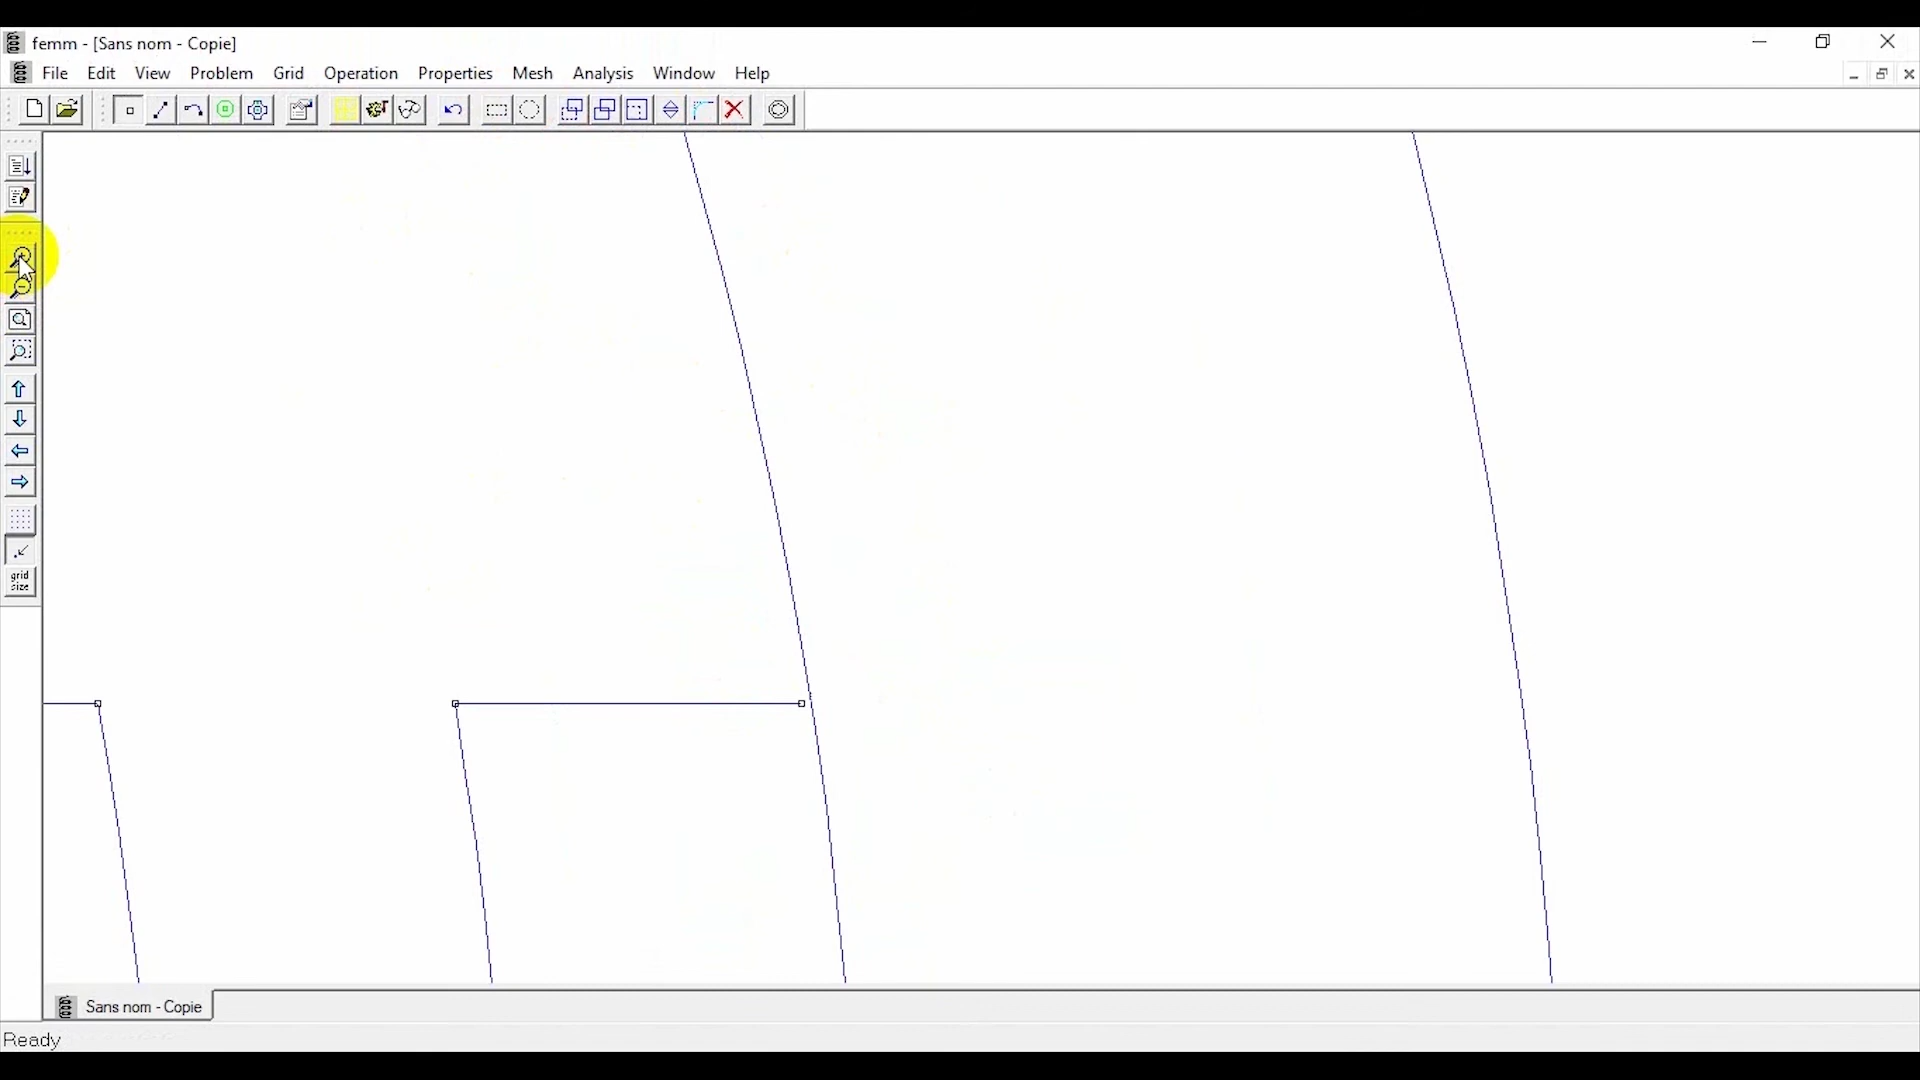 femm - [Sans nom - Copie]
File Edit View Problem Grid Operation Properties Mesh Analysis Window Help
grid
size
Sans nom - Copie
Ready